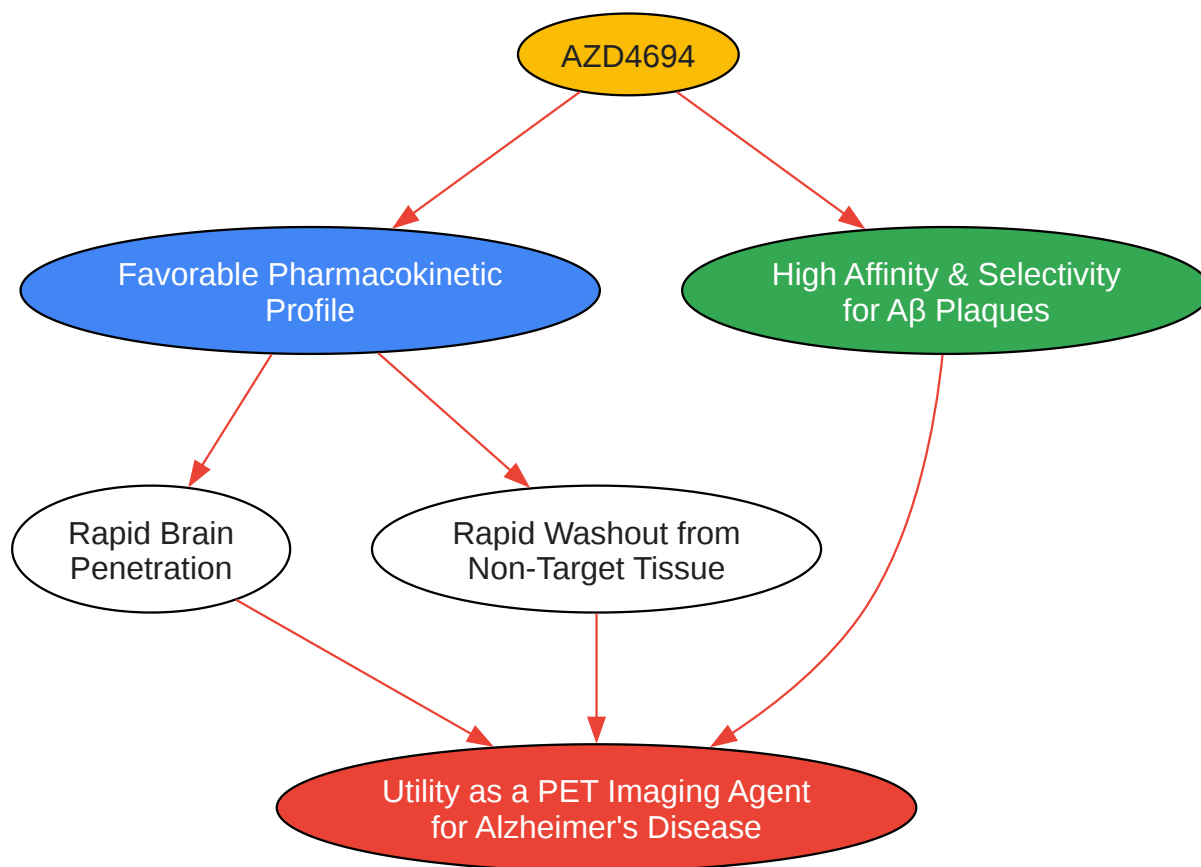 AZD4694
Favorable Pharmacokinetic
Profile
High Affinity & Selectivity
for Aβ Plaques
Rapid Brain
Penetration
Rapid Washout from
Non-Target Tissue
Utility as a PET Imaging Agent
for Alzheimer's Disease